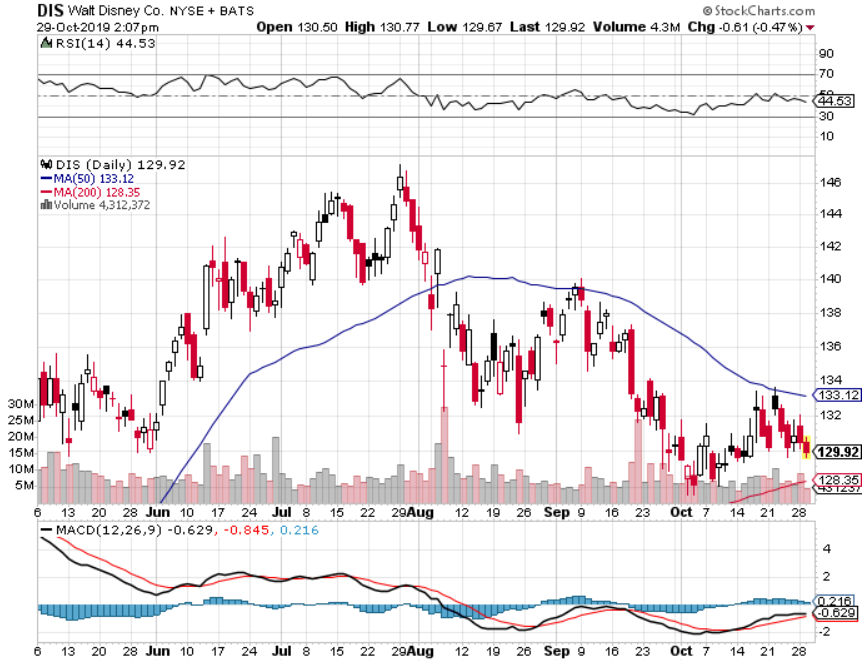 DIS Walt Disney Co. NYSE + BATS © StockCharts.com
29-Oct-2019 2:07pm Open 130.50 High 130.77 Low 129.67 Last 129.92 Volume 4.3M Chg -0.61 (-0.47%)
RSI(14) 44.53
90
70
50
44.53
30
10
DIS (Daily) 129.92
MA(50) 133.12
MA(200) 128.35
Volume 4,312,372
146
144
142
140
138
136
134
133.12
132
129.92
128.35
30M
25M
20M
15M
10M
5M
6 13 20 28 Jun 10 17 24 Jul 8 15 22 29 Aug 12 19 26 Sep 9 16 23 Oct 7 14 21 28
MACD(12,26,9) -0.629, -0.845, 0.216
4
2
0.216
-0.629
-2
6 13 20 28 Jun 10 17 24 Jul 8 15 22 29 Aug 12 19 26 Sep 9 16 23 Oct 7 14 21 28